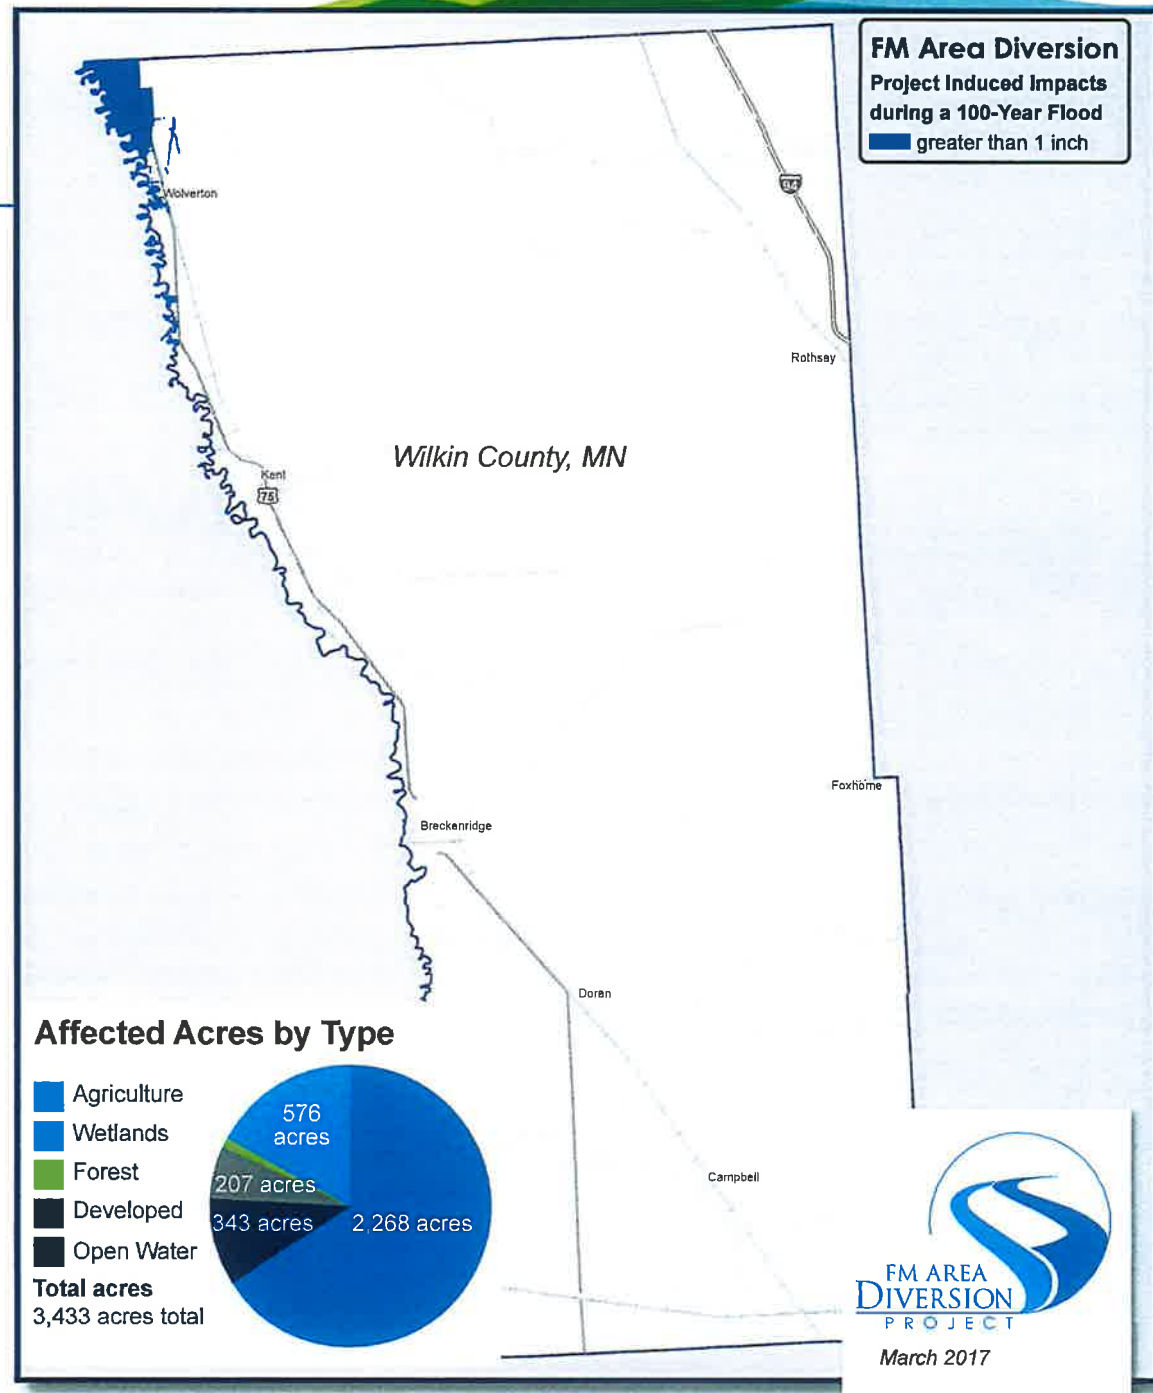 FM Area Diversion
Project Induced Impacts
during a 100-Year Flood
greater than 1 inch
94
Wolverton
Rothsay
Wilkin County, MN
Kent
75
Foxhome
Breckenridge
Doran
Campbell
Affected Acres by Type
Agriculture
Wetlands
Forest
Developed
Open Water
Total acres
3,433 acres total
576
acres
207 acres
343 acres
2,268 acres
FM AREA
DIVERSION
PROJECT
March 2017